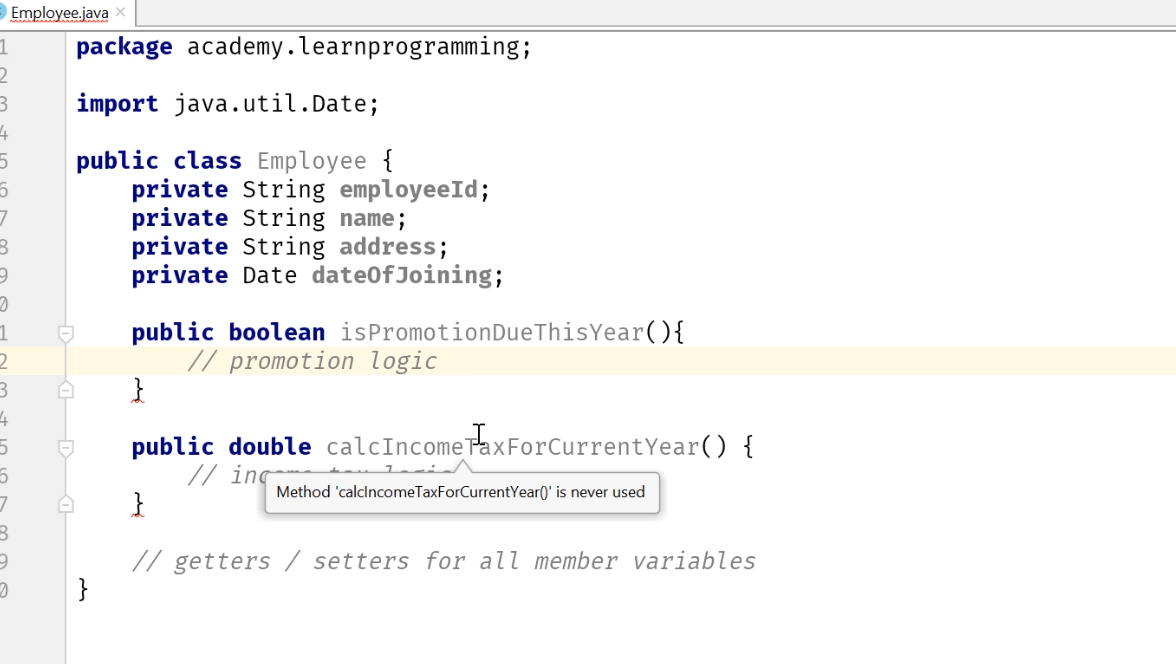 Employee.java
1 package academy.learnprogramming;
2
3 import java.util.Date;
4
5 public class Employee {
6 private String employeeId;
7 private String name;
8 private String address;
9 private Date dateOfJoining;
0
1 public boolean isPromotionDueThisYear(){
2 // promotion logic
3 }
4
5 public double calcIncomeTaxForCurrentYear() {
6 // income tax logic
Method 'calcIncomeTaxForCurrentYear()' is never used
7 }
8
9 // getters / setters for all member variables
0 }